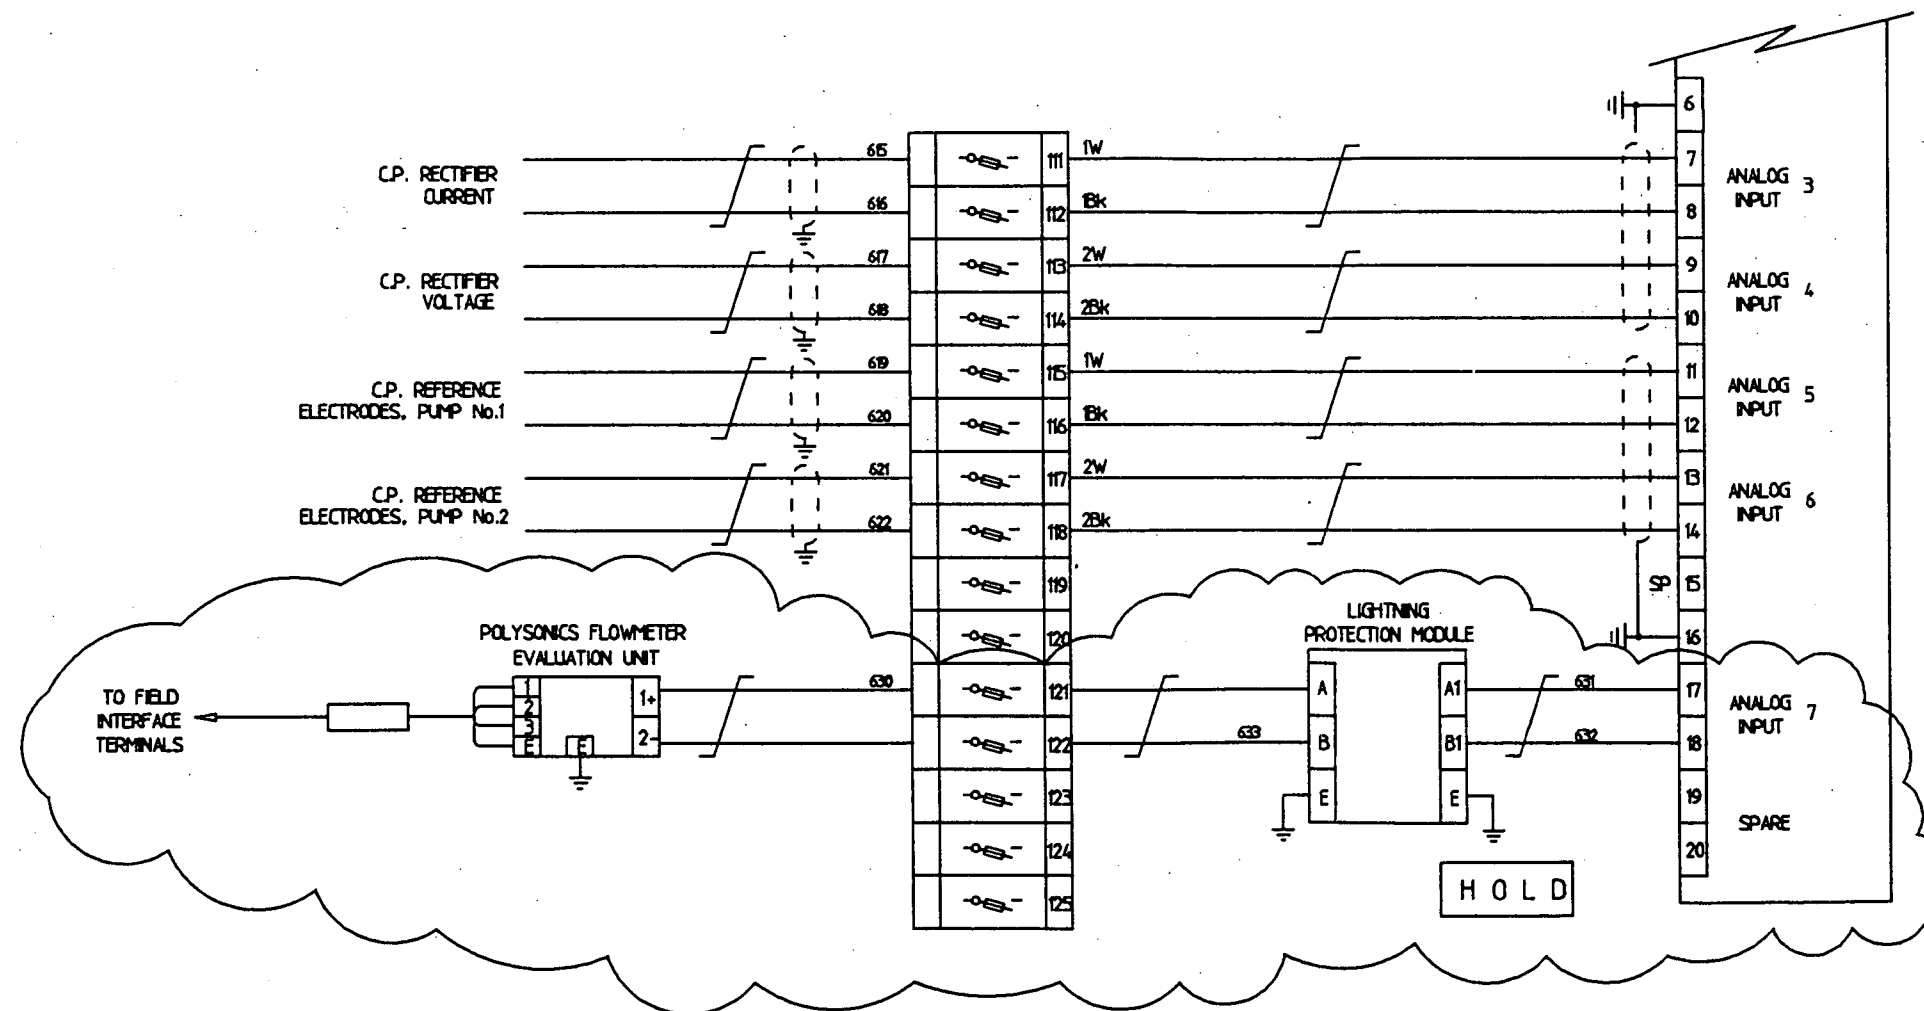 6
C.P. RECTIFIER
CURRENT
615
111
1W
7
616
112
1Bk
8
ANALOG
INPUT
3
C.P. RECTIFIER
VOLTAGE
617
113
2W
9
618
114
2Bk
10
ANALOG
INPUT
4
C.P. REFERENCE
ELECTRODES, PUMP No.1
619
115
1W
11
620
116
1Bk
12
ANALOG
INPUT
5
C.P. REFERENCE
ELECTRODES, PUMP No.2
621
117
2W
13
622
118
2Bk
14
ANALOG
INPUT
6
119
SP
15
120
16
TO FIELD
INTERFACE
TERMINALS
POLYSONICS FLOWMETER
EVALUATION UNIT
1
2
3
E
E
1+
2-
630
121
122
633
LIGHTNING
PROTECTION MODULE
A
B
E
A1
B1
E
631
632
17
18
ANALOG
INPUT
7
123
19
124
20
SPARE
125
HOLD